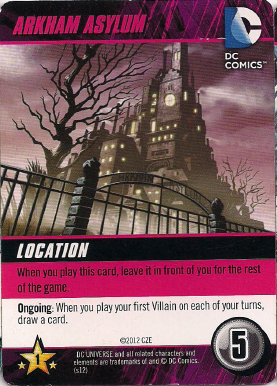 ARKHAM ASYLUM
DC COMICS™
LOCATION
When you play this card, leave it in front of you for the rest
of the game.
Ongoing: When you play your first Villain on each of your turns,
draw a card.
©2012 CZE
DC UNIVERSE and all related characters and
elements are trademarks of and © DC Comics.
(s12)
1
5